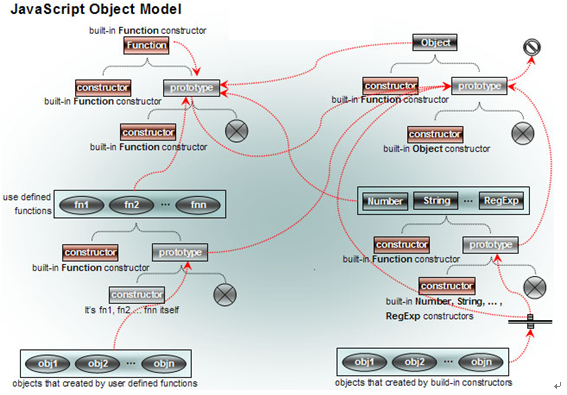 JavaScript Object Model
built-in Function constructor
Function
constructor
prototype
built-in Function constructor
constructor
built-in Function constructor
Object
constructor
prototype
built-in Function constructor
constructor
built-in Object constructor
use defined
functions
fn1 fn2 ... fnn
constructor
prototype
built-in Function constructor
constructor
It's fn1, fn2 ... fnn itself
Number String ... RegExp
constructor
prototype
built-in Function constructor
constructor
built-in Number, String, ... ,
RegExp constructors
obj1 obj2 ... objn
objects that created by user defined functions
obj1 obj2 ... objn
objects that created by build-in constructors